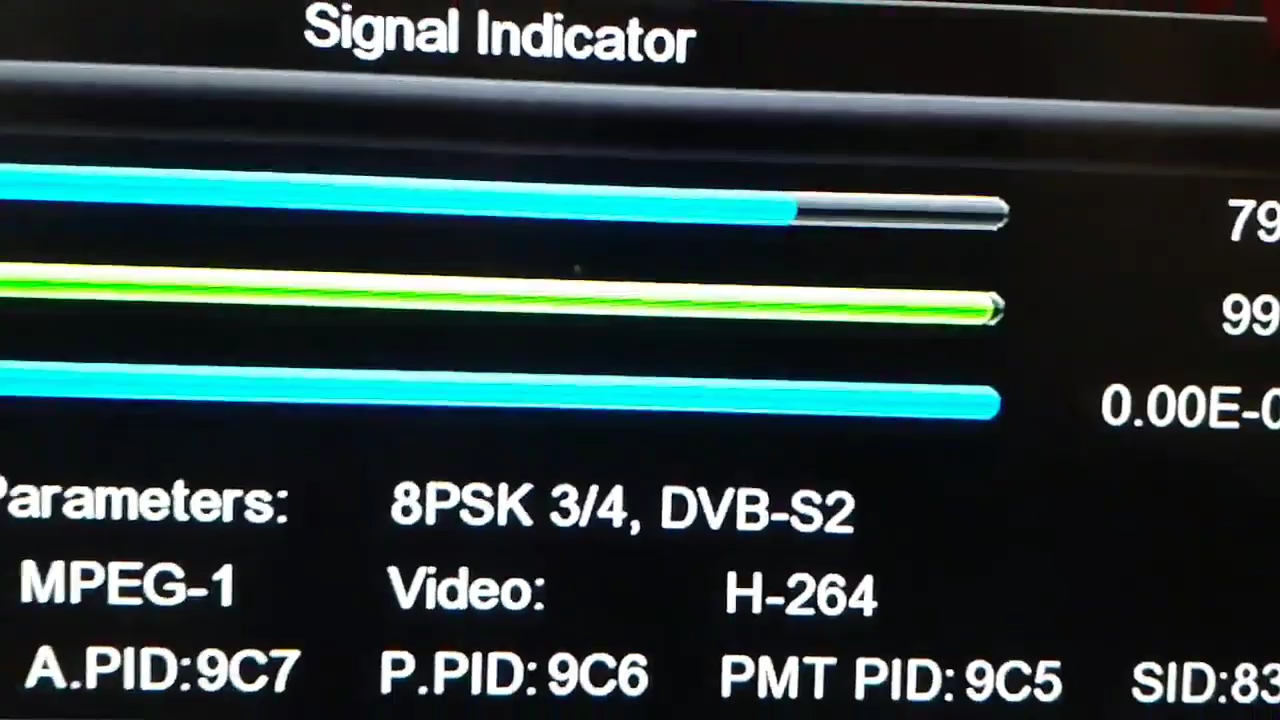 Signal Indicator
79
99
0.00E-0
Parameters: 8PSK 3/4, DVB-S2
MPEG-1 Video: H-264
A.PID:9C7 P.PID:9C6 PMT PID:9C5 SID:83